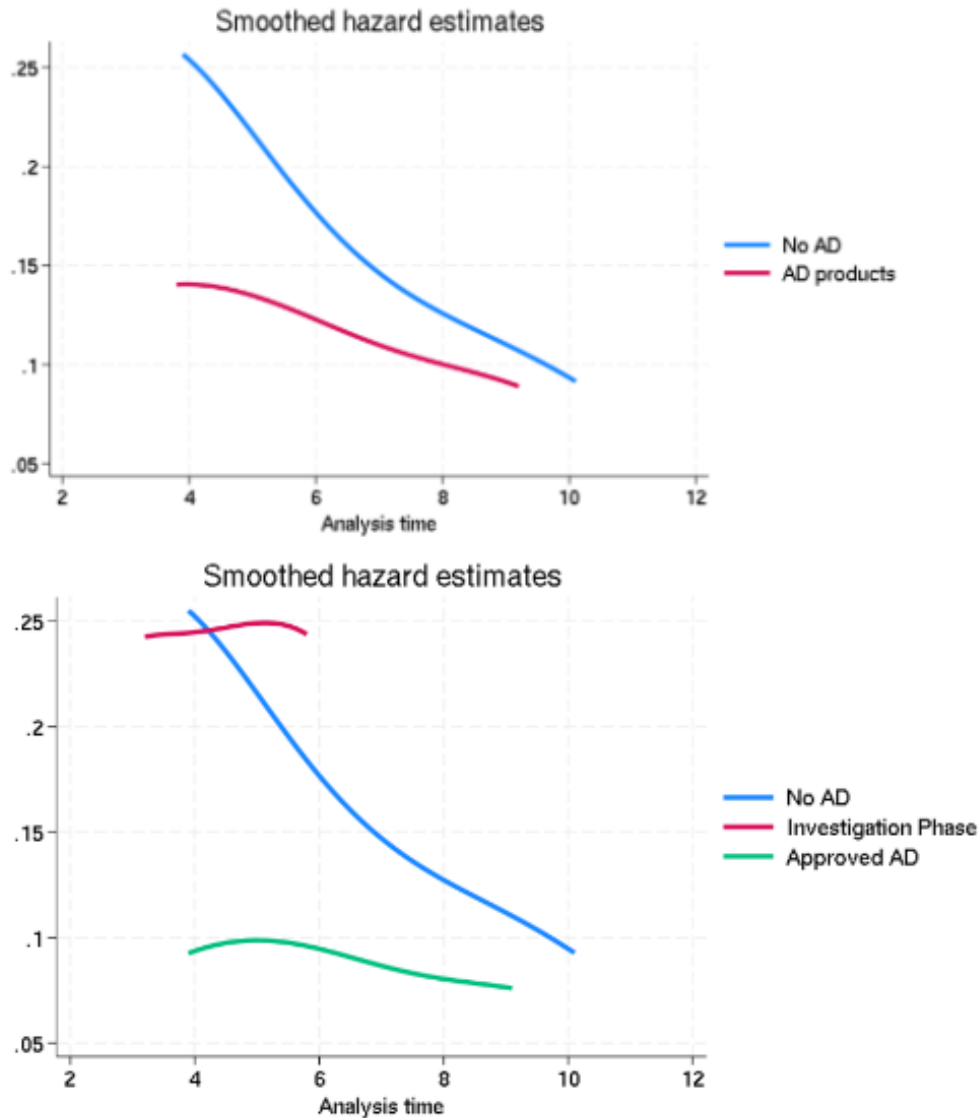 Smoothed hazard estimates
.25
.2
.15
.1
.05
2 4 6 8 10 12
Analysis time
No AD
AD products
Smoothed hazard estimates
.25
.2
.15
.1
.05
2 4 6 8 10 12
Analysis time
No AD
Investigation Phase
Approved AD